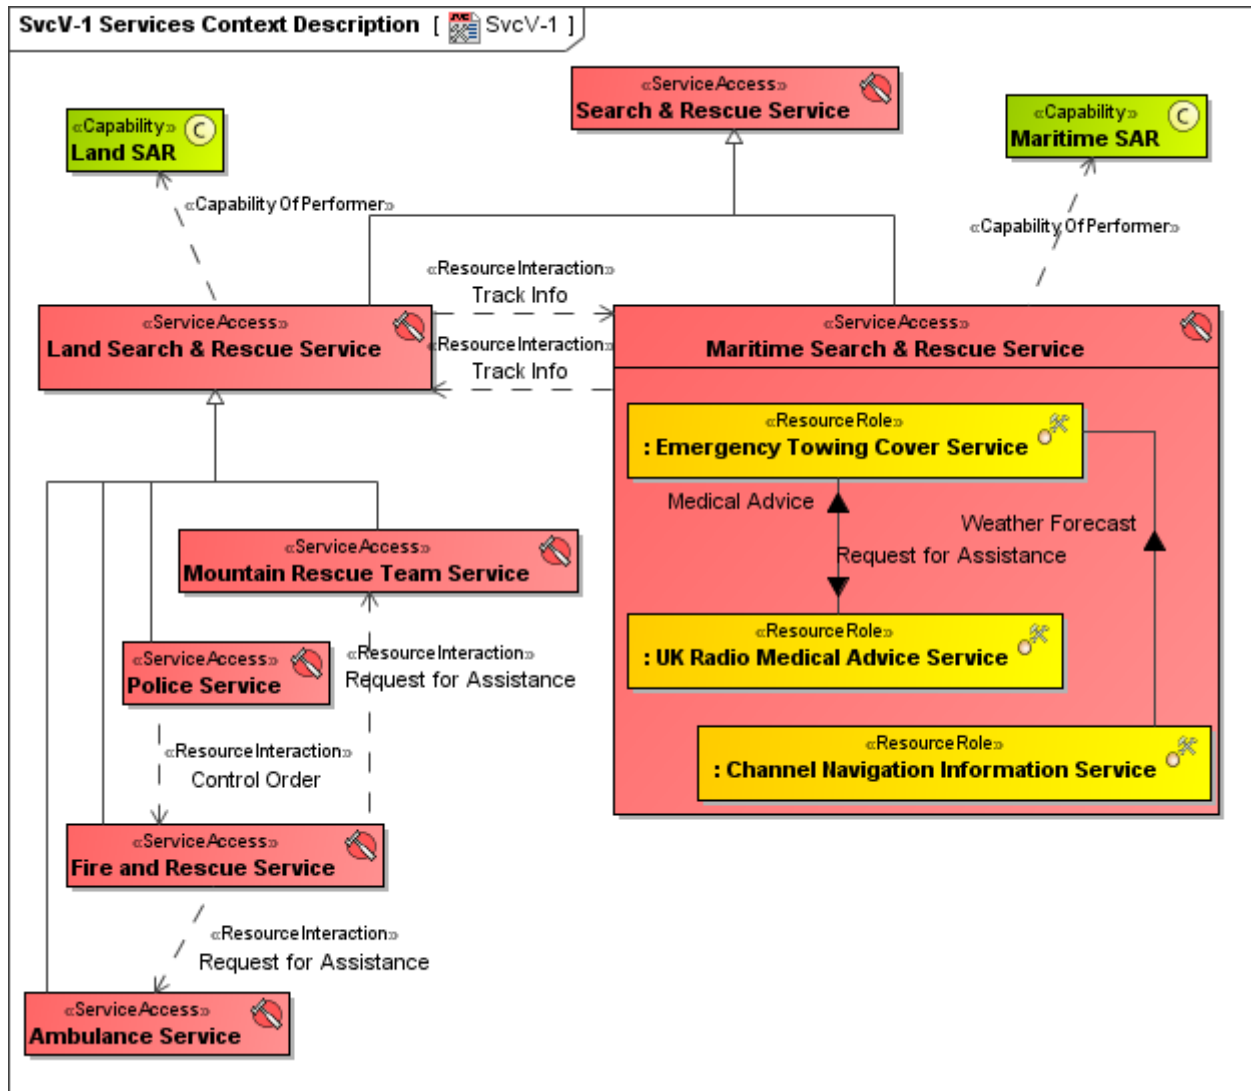 SvcV-1 Services Context Description [ SvcV-1 ]
«ServiceAccess»
Search & Rescue Service
«Capability»
Land SAR
C
«Capability»
Maritime SAR
C
«CapabilityOfPerformer»
«CapabilityOfPerformer»
«ResourceInteraction»
Track Info
«ServiceAccess»
Land Search & Rescue Service
«ResourceInteraction»
Track Info
«ServiceAccess»
Maritime Search & Rescue Service
«ResourceRole»
: Emergency Towing Cover Service
Medical Advice
Weather Forecast
Request for Assistance
«ResourceRole»
: UK Radio Medical Advice Service
«ResourceRole»
: Channel Navigation Information Service
«ServiceAccess»
Mountain Rescue Team Service
«ServiceAccess»
Police Service
«ResourceInteraction»
Request for Assistance
«ResourceInteraction»
Control Order
«ServiceAccess»
Fire and Rescue Service
«ResourceInteraction»
Request for Assistance
«ServiceAccess»
Ambulance Service